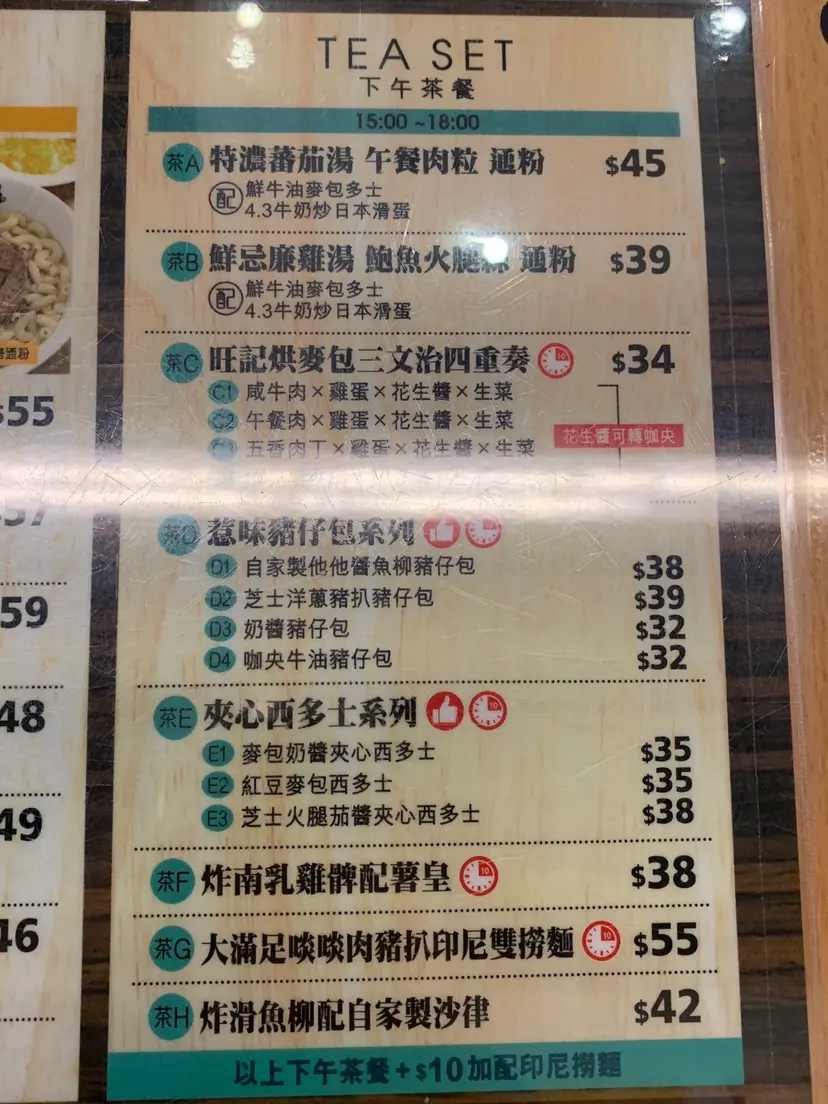 TEA SET
下午茶餐
15:00 ~18:00
茶A 特濃蕃茄湯 午餐肉粒 通粉 $45
配 鮮牛油麥包多士
4.3牛奶炒日本滑蛋
茶B 鮮忌廉雞湯 鮑魚火腿絲 通粉 $39
配 鮮牛油麥包多士
4.3牛奶炒日本滑蛋
茶C 旺記烘麥包三文治四重奏 10 $34
C1 咸牛肉×雞蛋×花生醬×生菜
C2 午餐肉×雞蛋×花生醬×生菜
花生醬可轉咖央
C3 五香肉丁×雞蛋×花生醬×生菜
茶D 惹味豬仔包系列
D1 自家製他他醬魚柳豬仔包 $38
D2 芝士洋蔥豬扒豬仔包 $39
D3 奶醬豬仔包 $32
D4 咖央牛油豬仔包 $32
茶E 夾心西多士系列 10
E1 麥包奶醬夾心西多士 $35
E2 紅豆麥包西多士 $35
E3 芝士火腿茄醬夾心西多士 $38
茶F 炸南乳雞髀配薯皇 10 $38
茶G 大滿足啖啖肉豬扒印尼雙撈麵 10 $55
茶H 炸滑魚柳配自家製沙律 $42
以上下午茶餐+$10加配印尼撈麵
通粉
$55
59
48
49
46